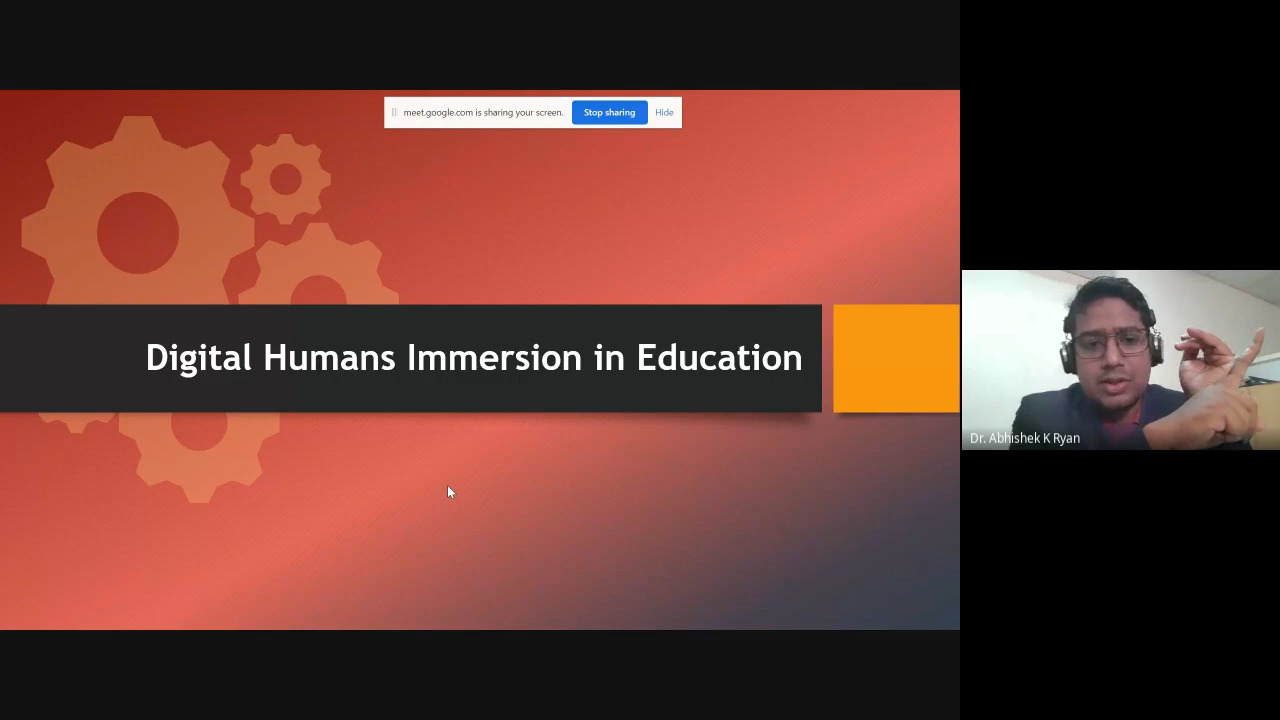 meet.google.com is sharing your screen. Stop sharing Hide
Digital Humans Immersion in Education
Dr. Abhishek K Ryan